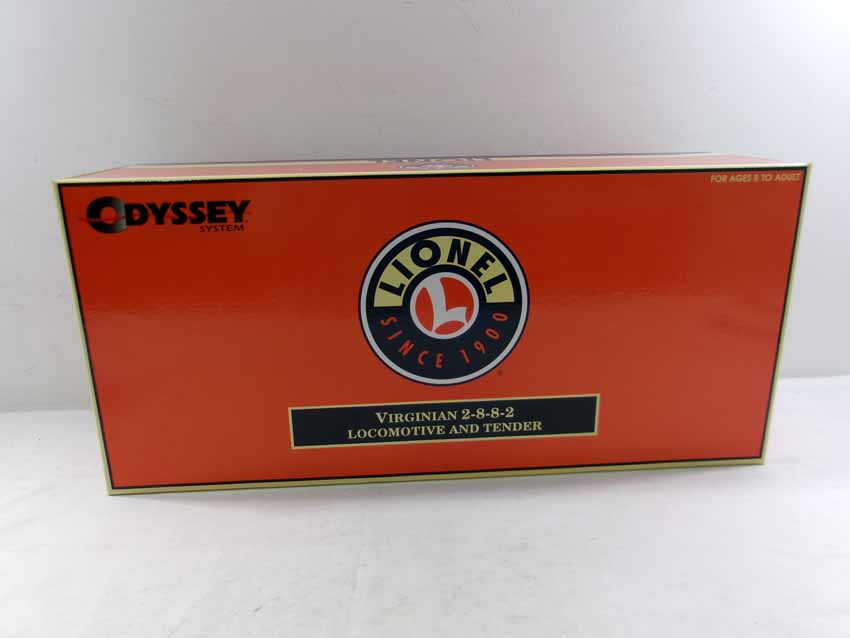 FOR AGES 8 TO ADULT
ODYSSEY
SYSTEM
LIONEL
L
SINCE 1900
VIRGINIAN 2-8-8-2
LOCOMOTIVE AND TENDER